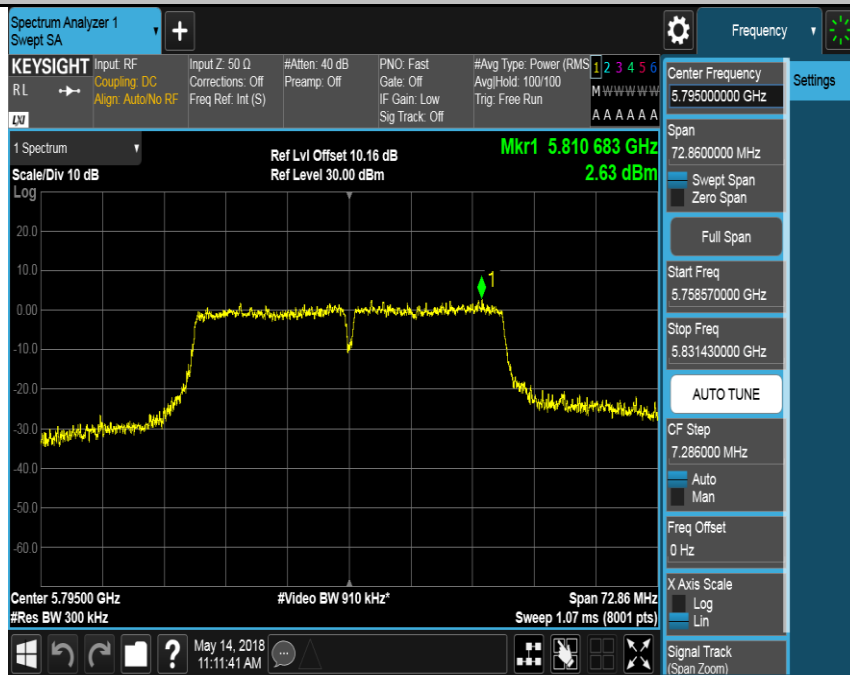 Spectrum Analyzer 1
Swept SA
+
Frequency
KEYSIGHT
RL
LXI
Input: RF
Coupling: DC
Align: Auto/No RF
Input Z: 50 Ω
Corrections: Off
Freq Ref: Int (S)
#Atten: 40 dB
Preamp: Off
PNO: Fast
Gate: Off
IF Gain: Low
Sig Track: Off
#Avg Type: Power (RMS
Avg|Hold: 100/100
Trig: Free Run
1 2 3 4 5 6
M W W W W W
A A A A A A
Center Frequency
5.795000000 GHz
Settings
1 Spectrum
Scale/Div 10 dB
Ref Lvl Offset 10.16 dB
Ref Level 30.00 dBm
Mkr1 5.810 683 GHz
2.63 dBm
Span
72.8600000 MHz
Swept Span
Zero Span
Full Span
Start Freq
5.758570000 GHz
Stop Freq
5.831430000 GHz
AUTO TUNE
CF Step
7.286000 MHz
Auto
Man
Freq Offset
0 Hz
X Axis Scale
Log
Lin
Signal Track
(Span Zoom)
Log
20.0
10.0
0.00
-10.0
-20.0
-30.0
-40.0
-50.0
-60.0
1
Center 5.79500 GHz
#Res BW 300 kHz
#Video BW 910 kHz*
Span 72.86 MHz
Sweep 1.07 ms (8001 pts)
?
May 14, 2018
11:11:41 AM